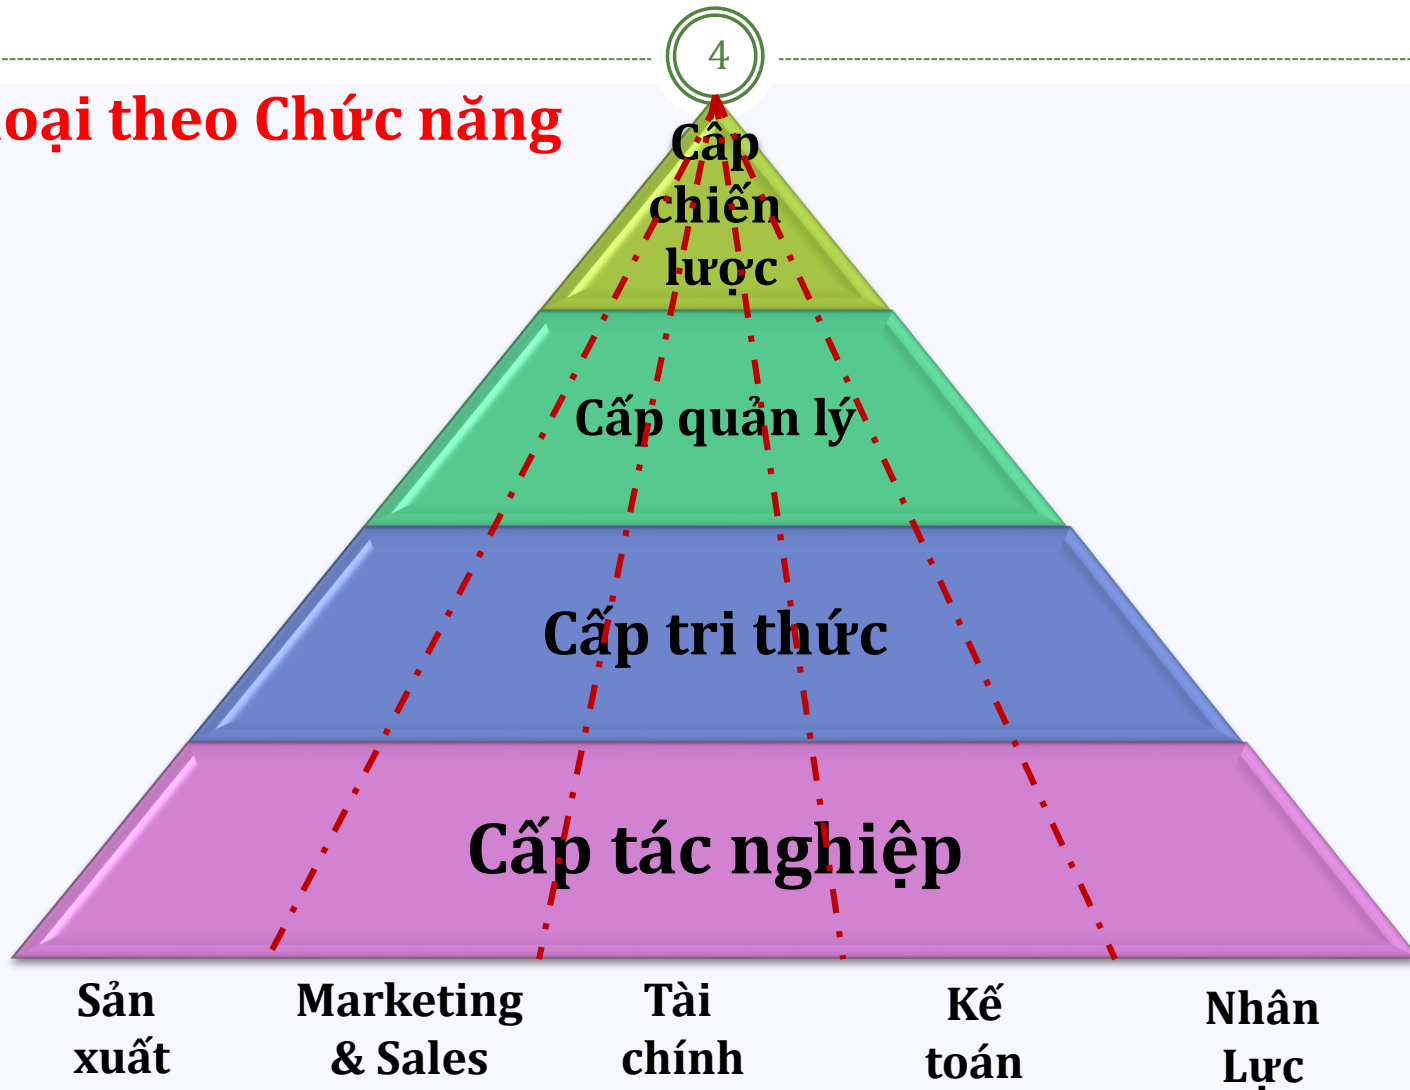 4
oại theo Chức năng
Cấp
chiến
lược
Cấp quản lý
Cấp tri thức
Cấp tác nghiệp
Sản
xuất
Marketing
& Sales
Tài
chính
Kế
toán
Nhân
Lực